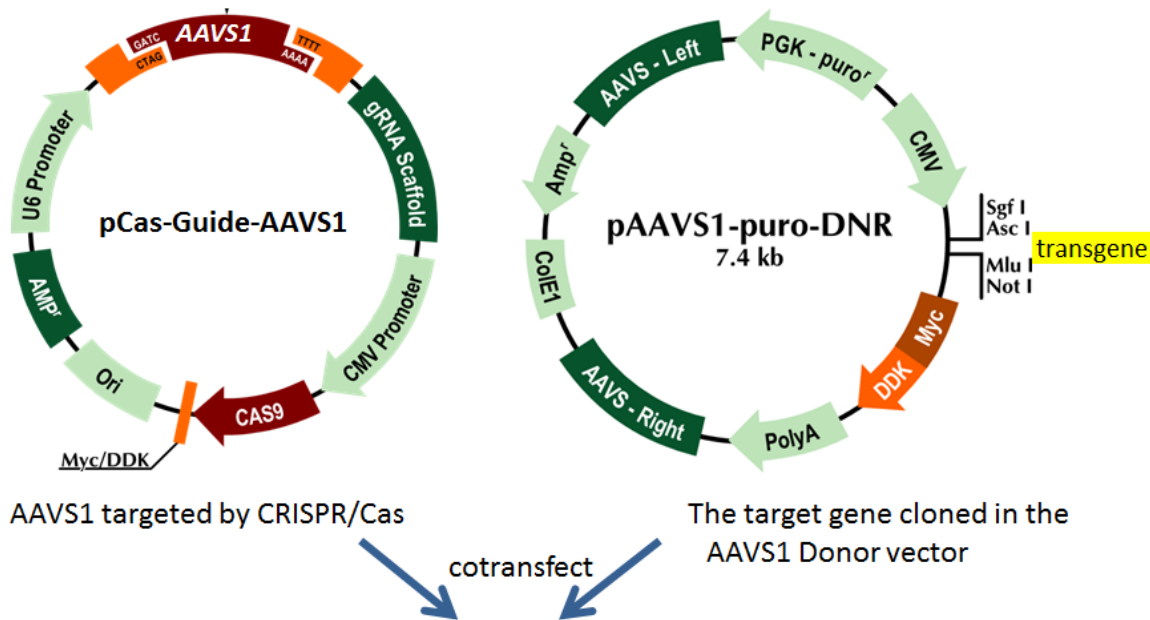 AAVS1
GATC
CTAG
TTTT
AAAA
U6 Promoter
gRNA Scaffold
pCas-Guide-AAVS1
AMPʳ
CMV Promoter
Ori
CAS9
Myc/DDK
AAVS1 targeted by CRISPR/Cas
AAVS - Left
PGK - puroʳ
CMV
Ampʳ
pAAVS1-puro-DNR
7.4 kb
Sgf I
Asc I
transgene
Mlu I
Not I
ColE1
Myc
DDK
AAVS - Right
PolyA
The target gene cloned in the
AAVS1 Donor vector
cotransfect